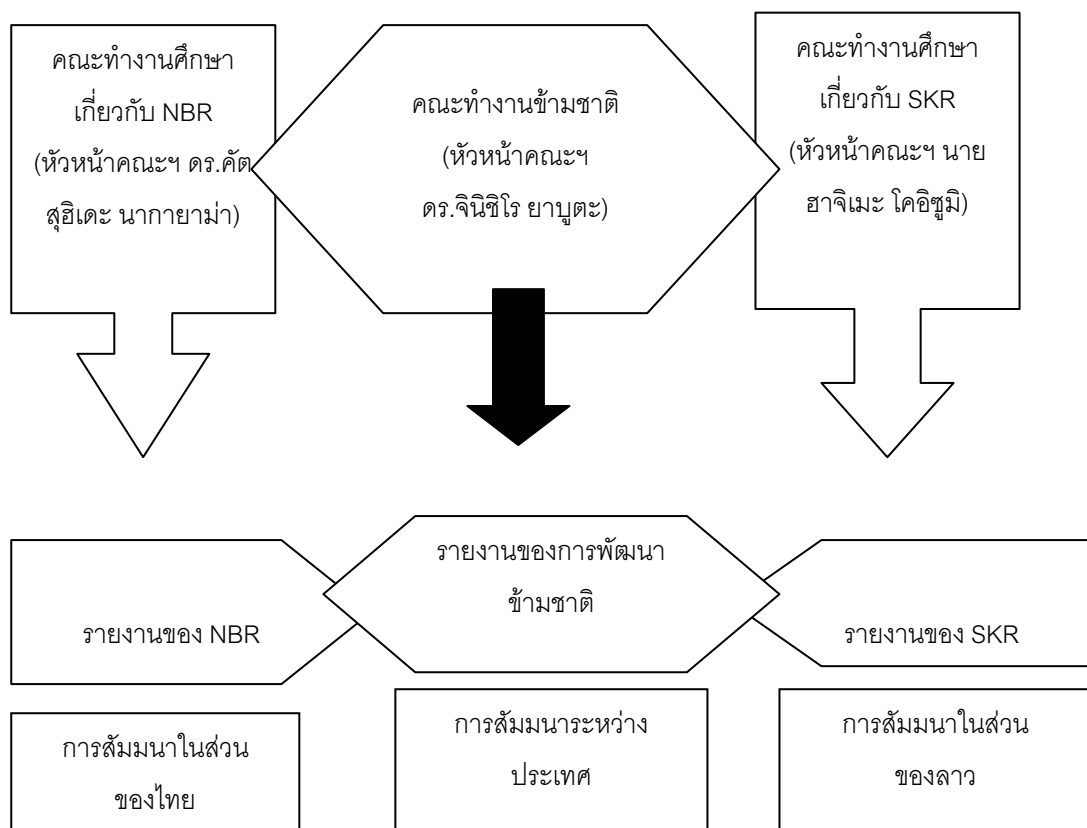 คณะทำงานศึกษา
เกี่ยวกับ NBR
(หัวหน้าคณะฯ ดร.คัต
สุฮิเดะ นากายาม่า)
คณะทำงานข้ามชาติ
(หัวหน้าคณะฯ
ดร.จินิชิโร ยาบูตะ)
คณะทำงานศึกษา
เกี่ยวกับ SKR
(หัวหน้าคณะฯ นาย
ฮาจิเมะ โคอิซูมิ)
รายงานของ NBR
รายงานของการพัฒนา
ข้ามชาติ
รายงานของ SKR
การสัมมนาในส่วน
ของไทย
การสัมมนาระหว่าง
ประเทศ
การสัมมนาในส่วน
ของลาว